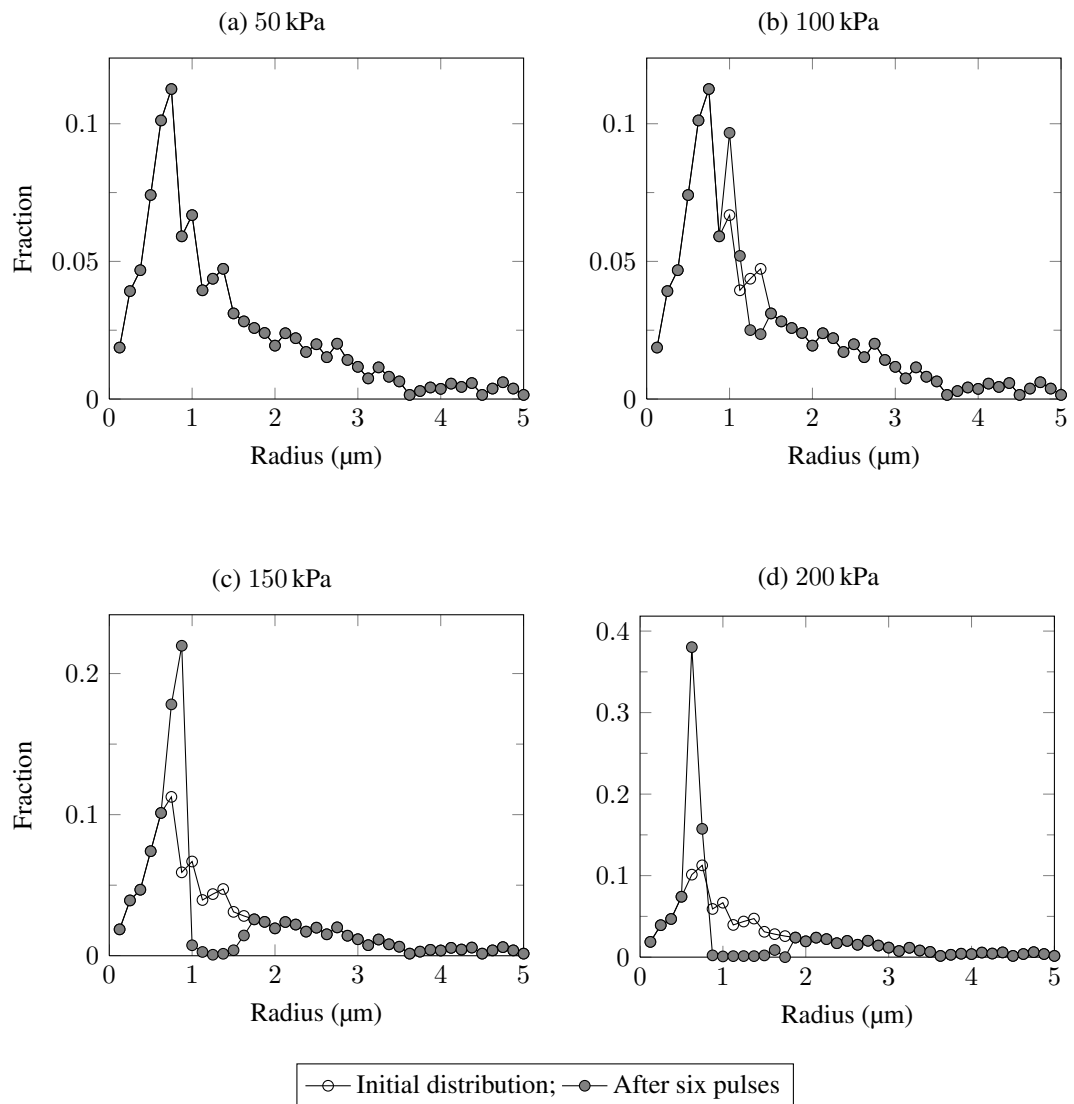 (a) 50 kPa
(b) 100 kPa
0.1
0.05
0
0 1 2 3 4 5
Fraction
Radius (µm)
0.1
0.05
0
0 1 2 3 4 5
Radius (µm)
(c) 150 kPa
(d) 200 kPa
0.2
0.1
0
0 1 2 3 4 5
Fraction
Radius (µm)
0.4
0.3
0.2
0.1
0
0 1 2 3 4 5
Radius (µm)
Initial distribution; After six pulses